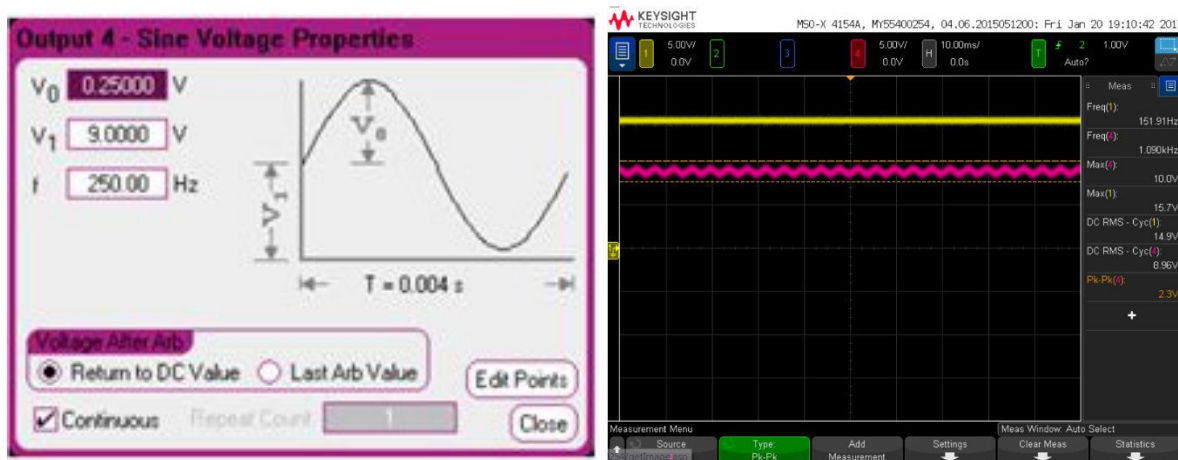 Output 4 - Sine Voltage Properties
V0 0.25000 V
V1 9.0000 V
f 250.00 Hz
V0
V1
T = 0.004 s
Voltage After Arb
Return to DC Value Last Arb Value
Edit Points
Continuous Repeat Count 1
Close
KEYSIGHT
TECHNOLOGIES
MSO-X 4154A, MY55400254, 04.06.2015051200: Fri Jan 20 19:10:42 201
1 5.00V/ 2 3 4 5.00V/ H 10.00ms/ T 2 1.00V
0.0V 0.0V 0.0s Auto?
Meas
Freq(1):
151.91Hz
Freq(4):
1.090kHz
Max(4):
10.0V
Max(1):
15.7V
DC RMS - Cyc(1):
14.9V
DC RMS - Cyc(4):
8.96V
Pk-Pk(4):
2.3V
+
Measurement Menu
Meas Window: Auto Select
Source Type: Add Settings Clear Meas Statistics
Pk-Pk Measurement